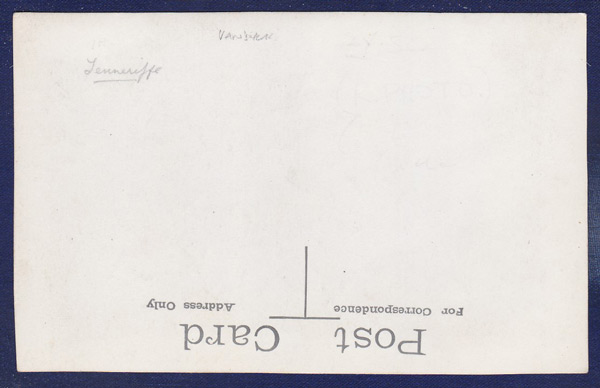 Tenneriffe
Post Card
For Correspondence
Address Only